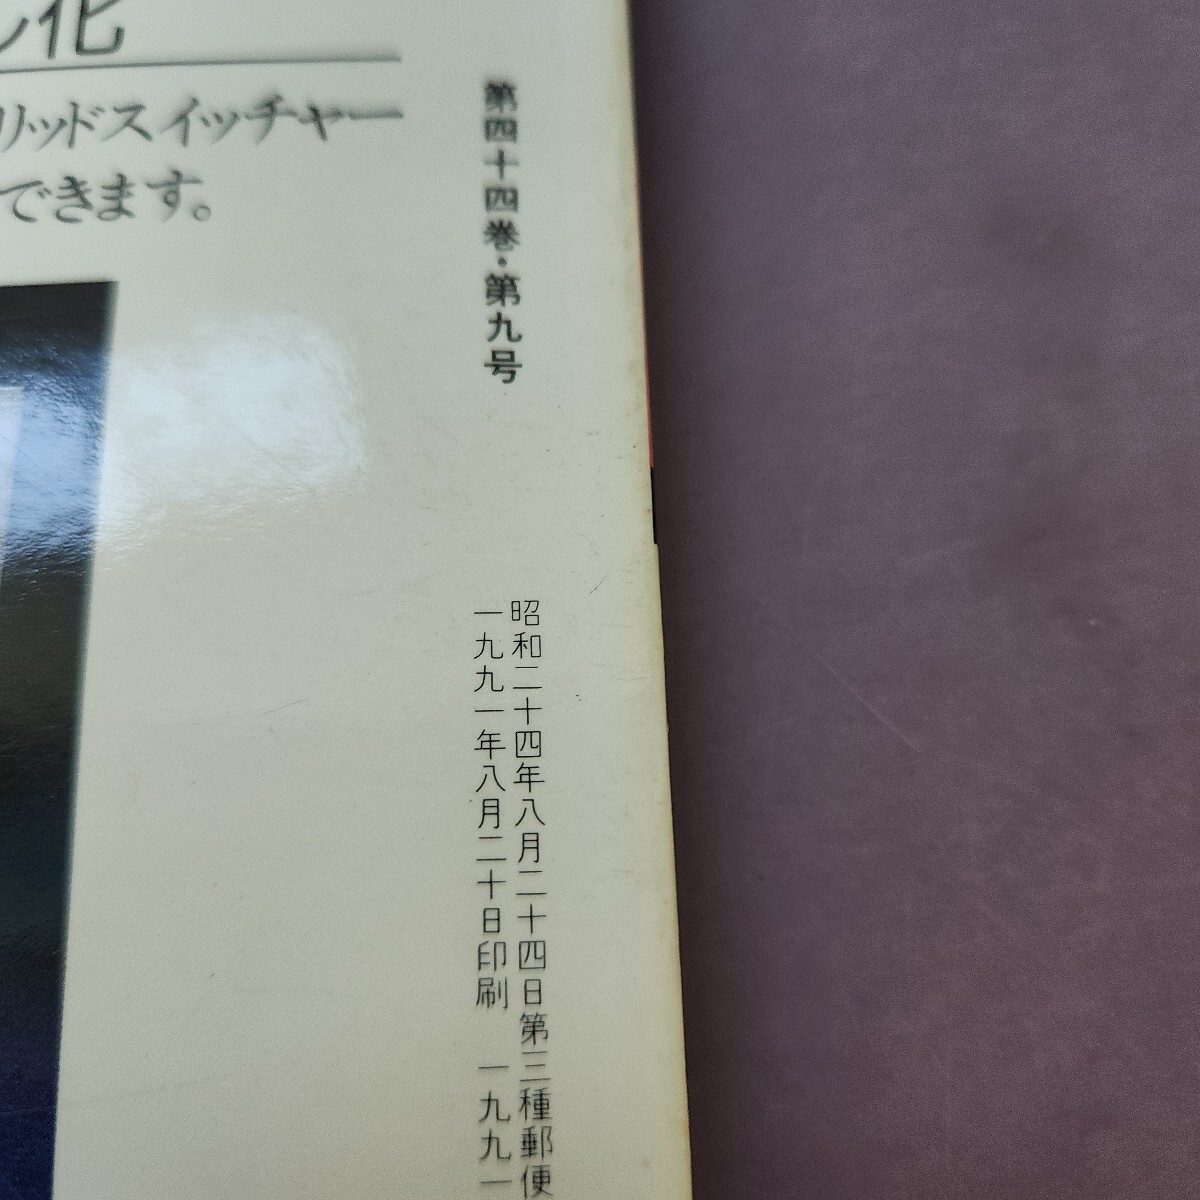 ル化
リッドスイッチャー
できます。
第四十四巻・第九号
昭和二十四年八月二十四日第三種郵便
一九九一年八月二十日印刷 一九九一